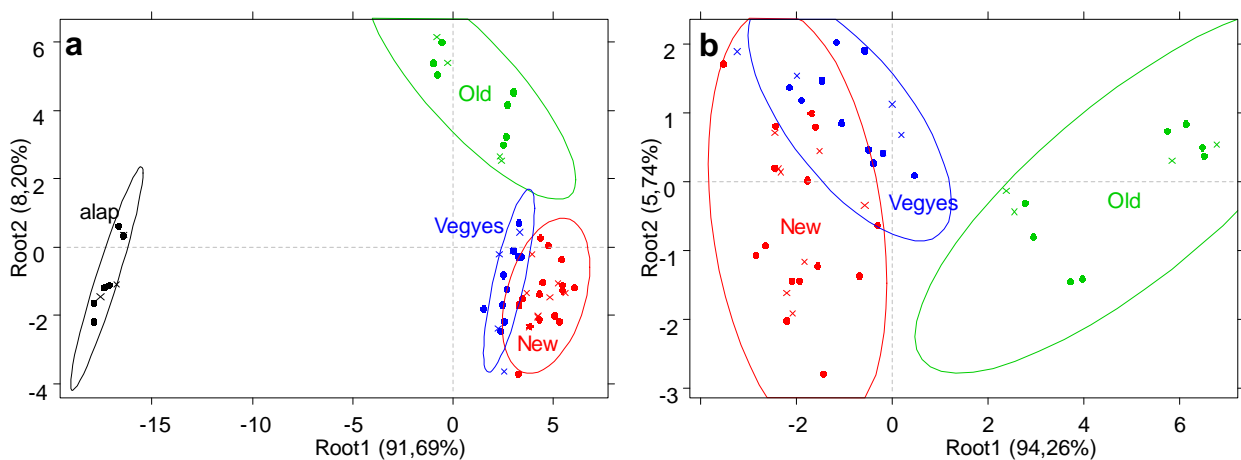 a
6
4
2
0
-2
-4
Root2 (8,20%)
alap
Old
Vegyes
New
-15
-10
-5
0
5
Root1 (91,69%)
b
2
1
0
-1
-2
-3
Root2 (5,74%)
New
Vegyes
Old
-2
0
2
4
6
Root1 (94,26%)